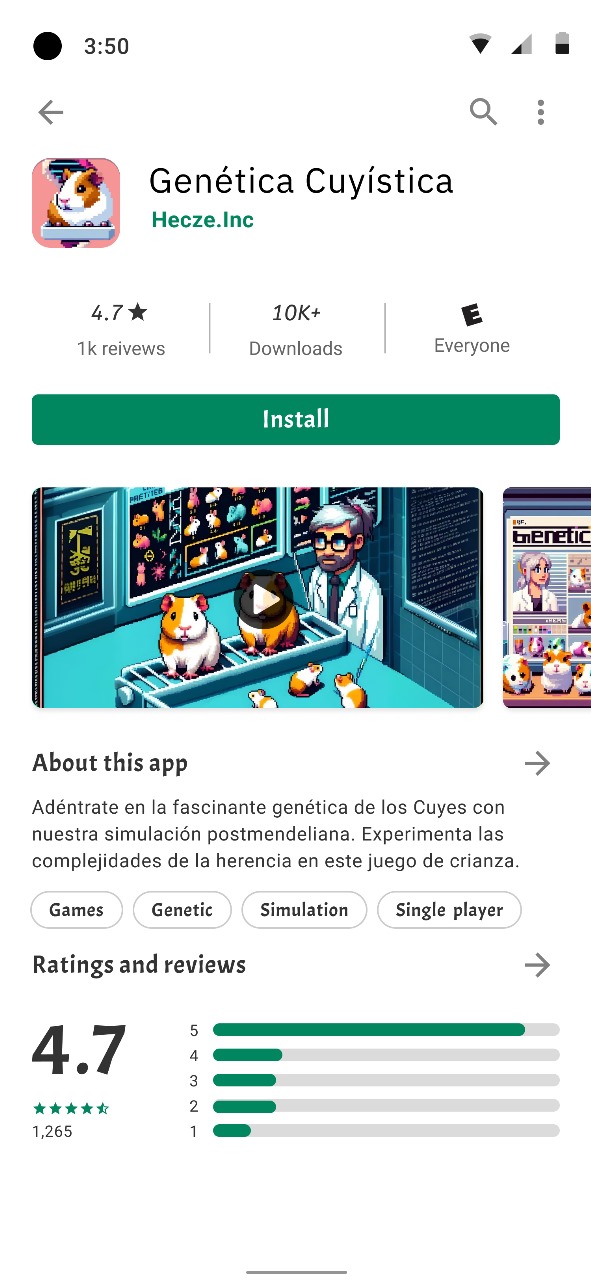 3:50
Genética Cuyística
Hecze.Inc
4.7★
10K+
E
1k reivews
Downloads
Everyone
Install
genetic
About this app
Adéntrate en la fascinante genética de los Cuyes con
nuestra simulación postmendeliana. Experimenta las
complejidades de la herencia en este juego de crianza.
Games
Genetic
Simulation
Single player
Ratings and reviews
4.7
5
4
3
2
1
1,265